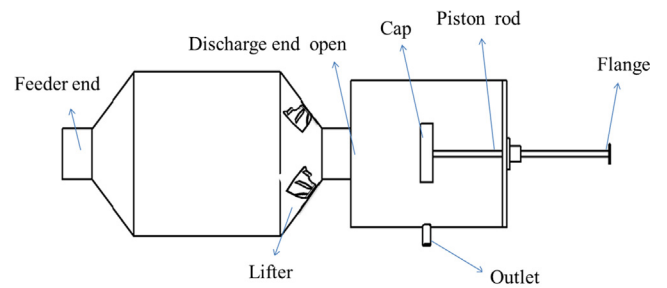 Piston rod
Cap
Discharge end open
Flange
Feeder end
Lifter
Outlet